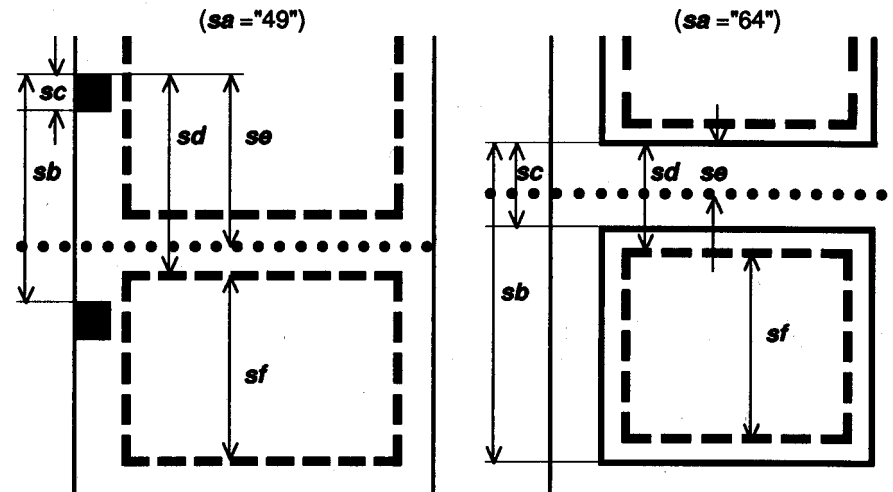 (sa ="49")
sc
sb
sd
se
sf
(sa ="64")
sc
sd
se
sb
sf